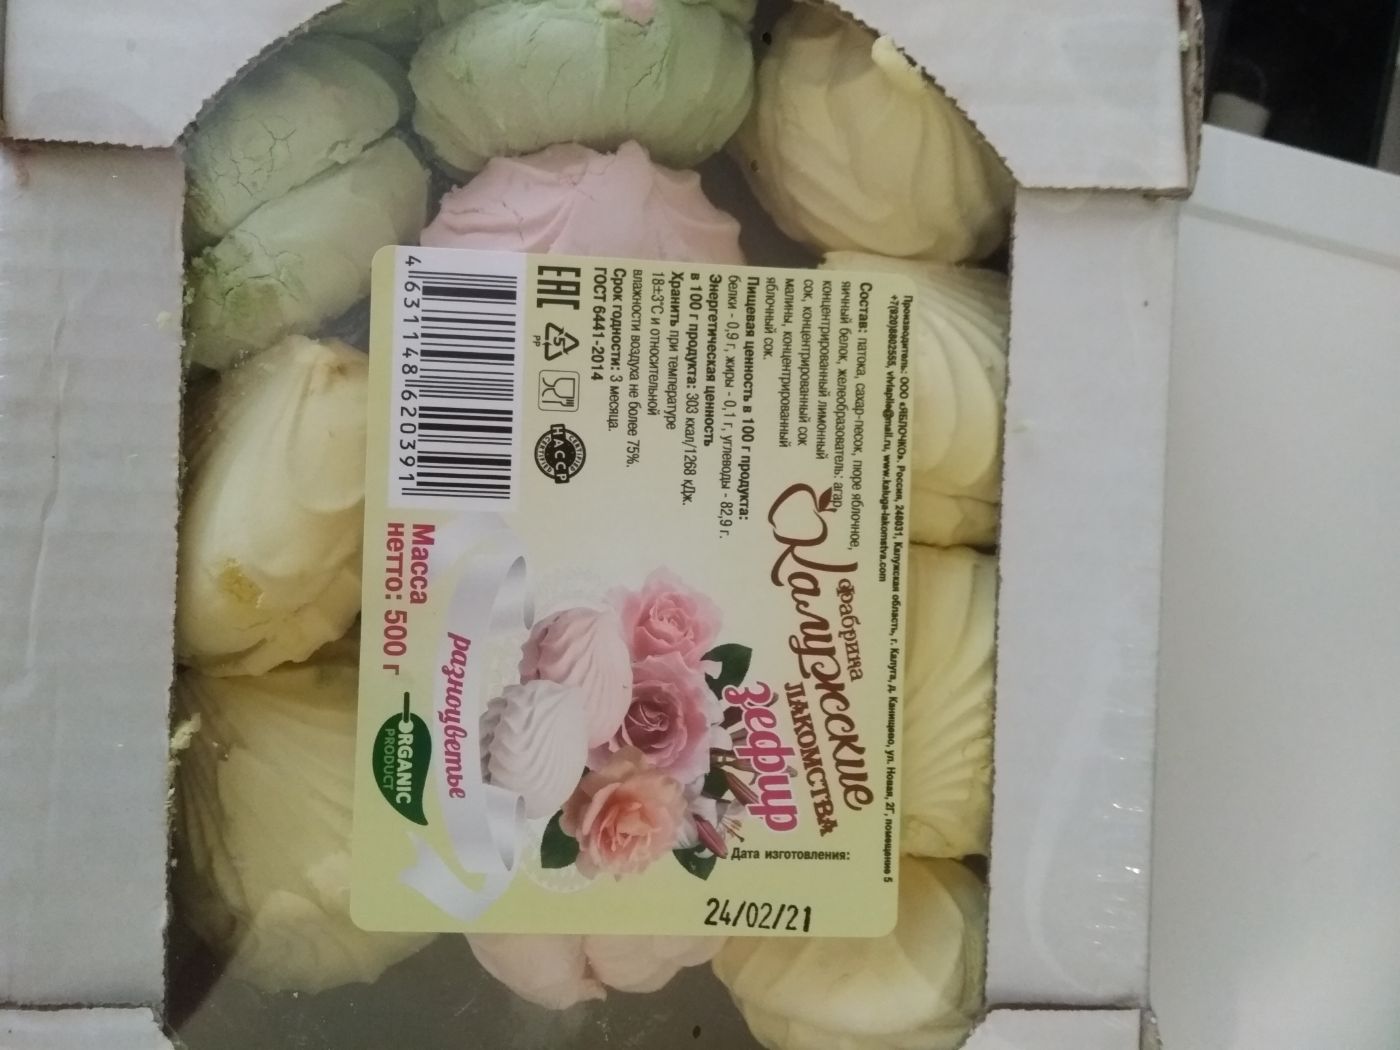 Производитель: ООО «ЯБЛОЧКО», Россия, 248031, Калужская область, г. Калуга, д. Канищево, ул. Новая, 2Г, помещение 5
+7(920)8802555, www.kaluga-lakomstva.com
Состав: патока, сахар-песок, пюре яблочное,
яичный белок, желеобразователь: агар,
концентрированный лимонный
сок, концентрированный сок
малины, концентрированный
яблочный сок.
Пищевая ценность в 100 г продукта:
белки - 0,9 г, жиры - 0,1 г, углеводы - 82,9 г.
Энергетическая ценность
в 100 г продукта: 303 ккал/1268 кДж.
Хранить при температуре
18±3°С и относительной
влажности воздуха не более 75%.
Срок годности: 3 месяца.
ГОСТ 6441-2014
EAC
5
PP
CERTIFIED
HACCP
CERTIFIED
4 631148 620391
фабрика
Калужские
ЛАКОМСТВА
зефир
разноцветье
Масса
нетто: 500 г
ORGANIC
PRODUCT
Дата изготовления:
24/02/21